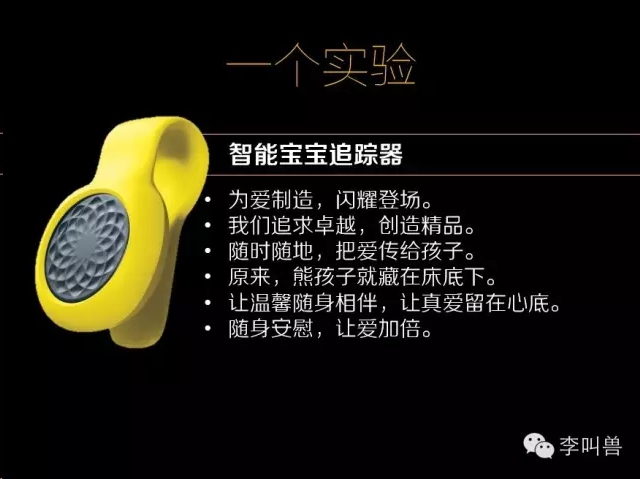 一个实验
智能宝宝追踪器
• 为爱制造，闪耀登场。
• 我们追求卓越，创造精品。
• 随时随地，把爱传给孩子。
• 原来，熊孩子就藏在床底下。
• 让温馨随身相伴，让真爱留在心底。
• 随身安慰，让爱加倍。
李叫兽